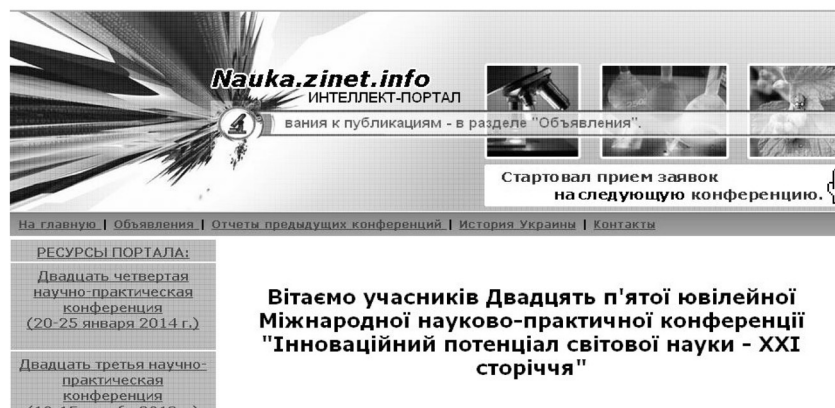 Nauka.zinet.info
ИНТЕЛЛЕКТ-ПОРТАЛ
вания к публикациям - в разделе "Объявления".
Стартовал прием заявок
на следующую конференцию.
На главную | Объявления | Отчеты предыдущих конференций | История Украины | Контакты
РЕСУРСЫ ПОРТАЛА:
Двадцать четвертая
научно-практическая
конференция
(20-25 января 2014 г.)
Двадцать третья научно-
практическая
конференция
Вітаємо учасників Двадцять п'ятої ювілейної
Міжнародної науково-практичної конференції
"Інноваційний потенціал світової науки - XXI
сторіччя"